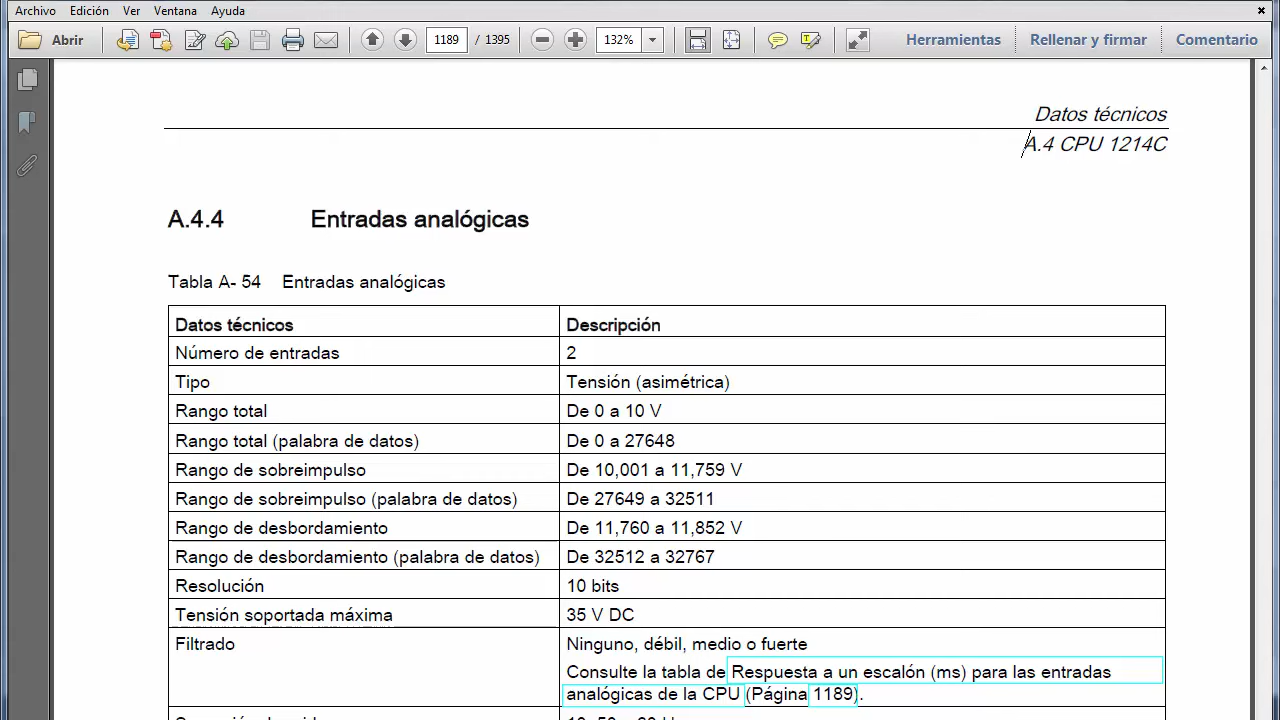 Archivo Edición Ver Ventana Ayuda
Abrir 1189 / 1395 132% Herramientas Rellenar y firmar Comentario
Datos técnicos
A.4 CPU 1214C
A.4.4 Entradas analógicas
Tabla A- 54 Entradas analógicas
Datos técnicos Descripción
Número de entradas 2
Tipo Tensión (asimétrica)
Rango total De 0 a 10 V
Rango total (palabra de datos) De 0 a 27648
Rango de sobreimpulso De 10,001 a 11,759 V
Rango de sobreimpulso (palabra de datos) De 27649 a 32511
Rango de desbordamiento De 11,760 a 11,852 V
Rango de desbordamiento (palabra de datos) De 32512 a 32767
Resolución 10 bits
Tensión soportada máxima 35 V DC
Filtrado Ninguno, débil, medio o fuerte
Consulte la tabla de Respuesta a un escalón (ms) para las entradas
analógicas de la CPU (Página 1189).